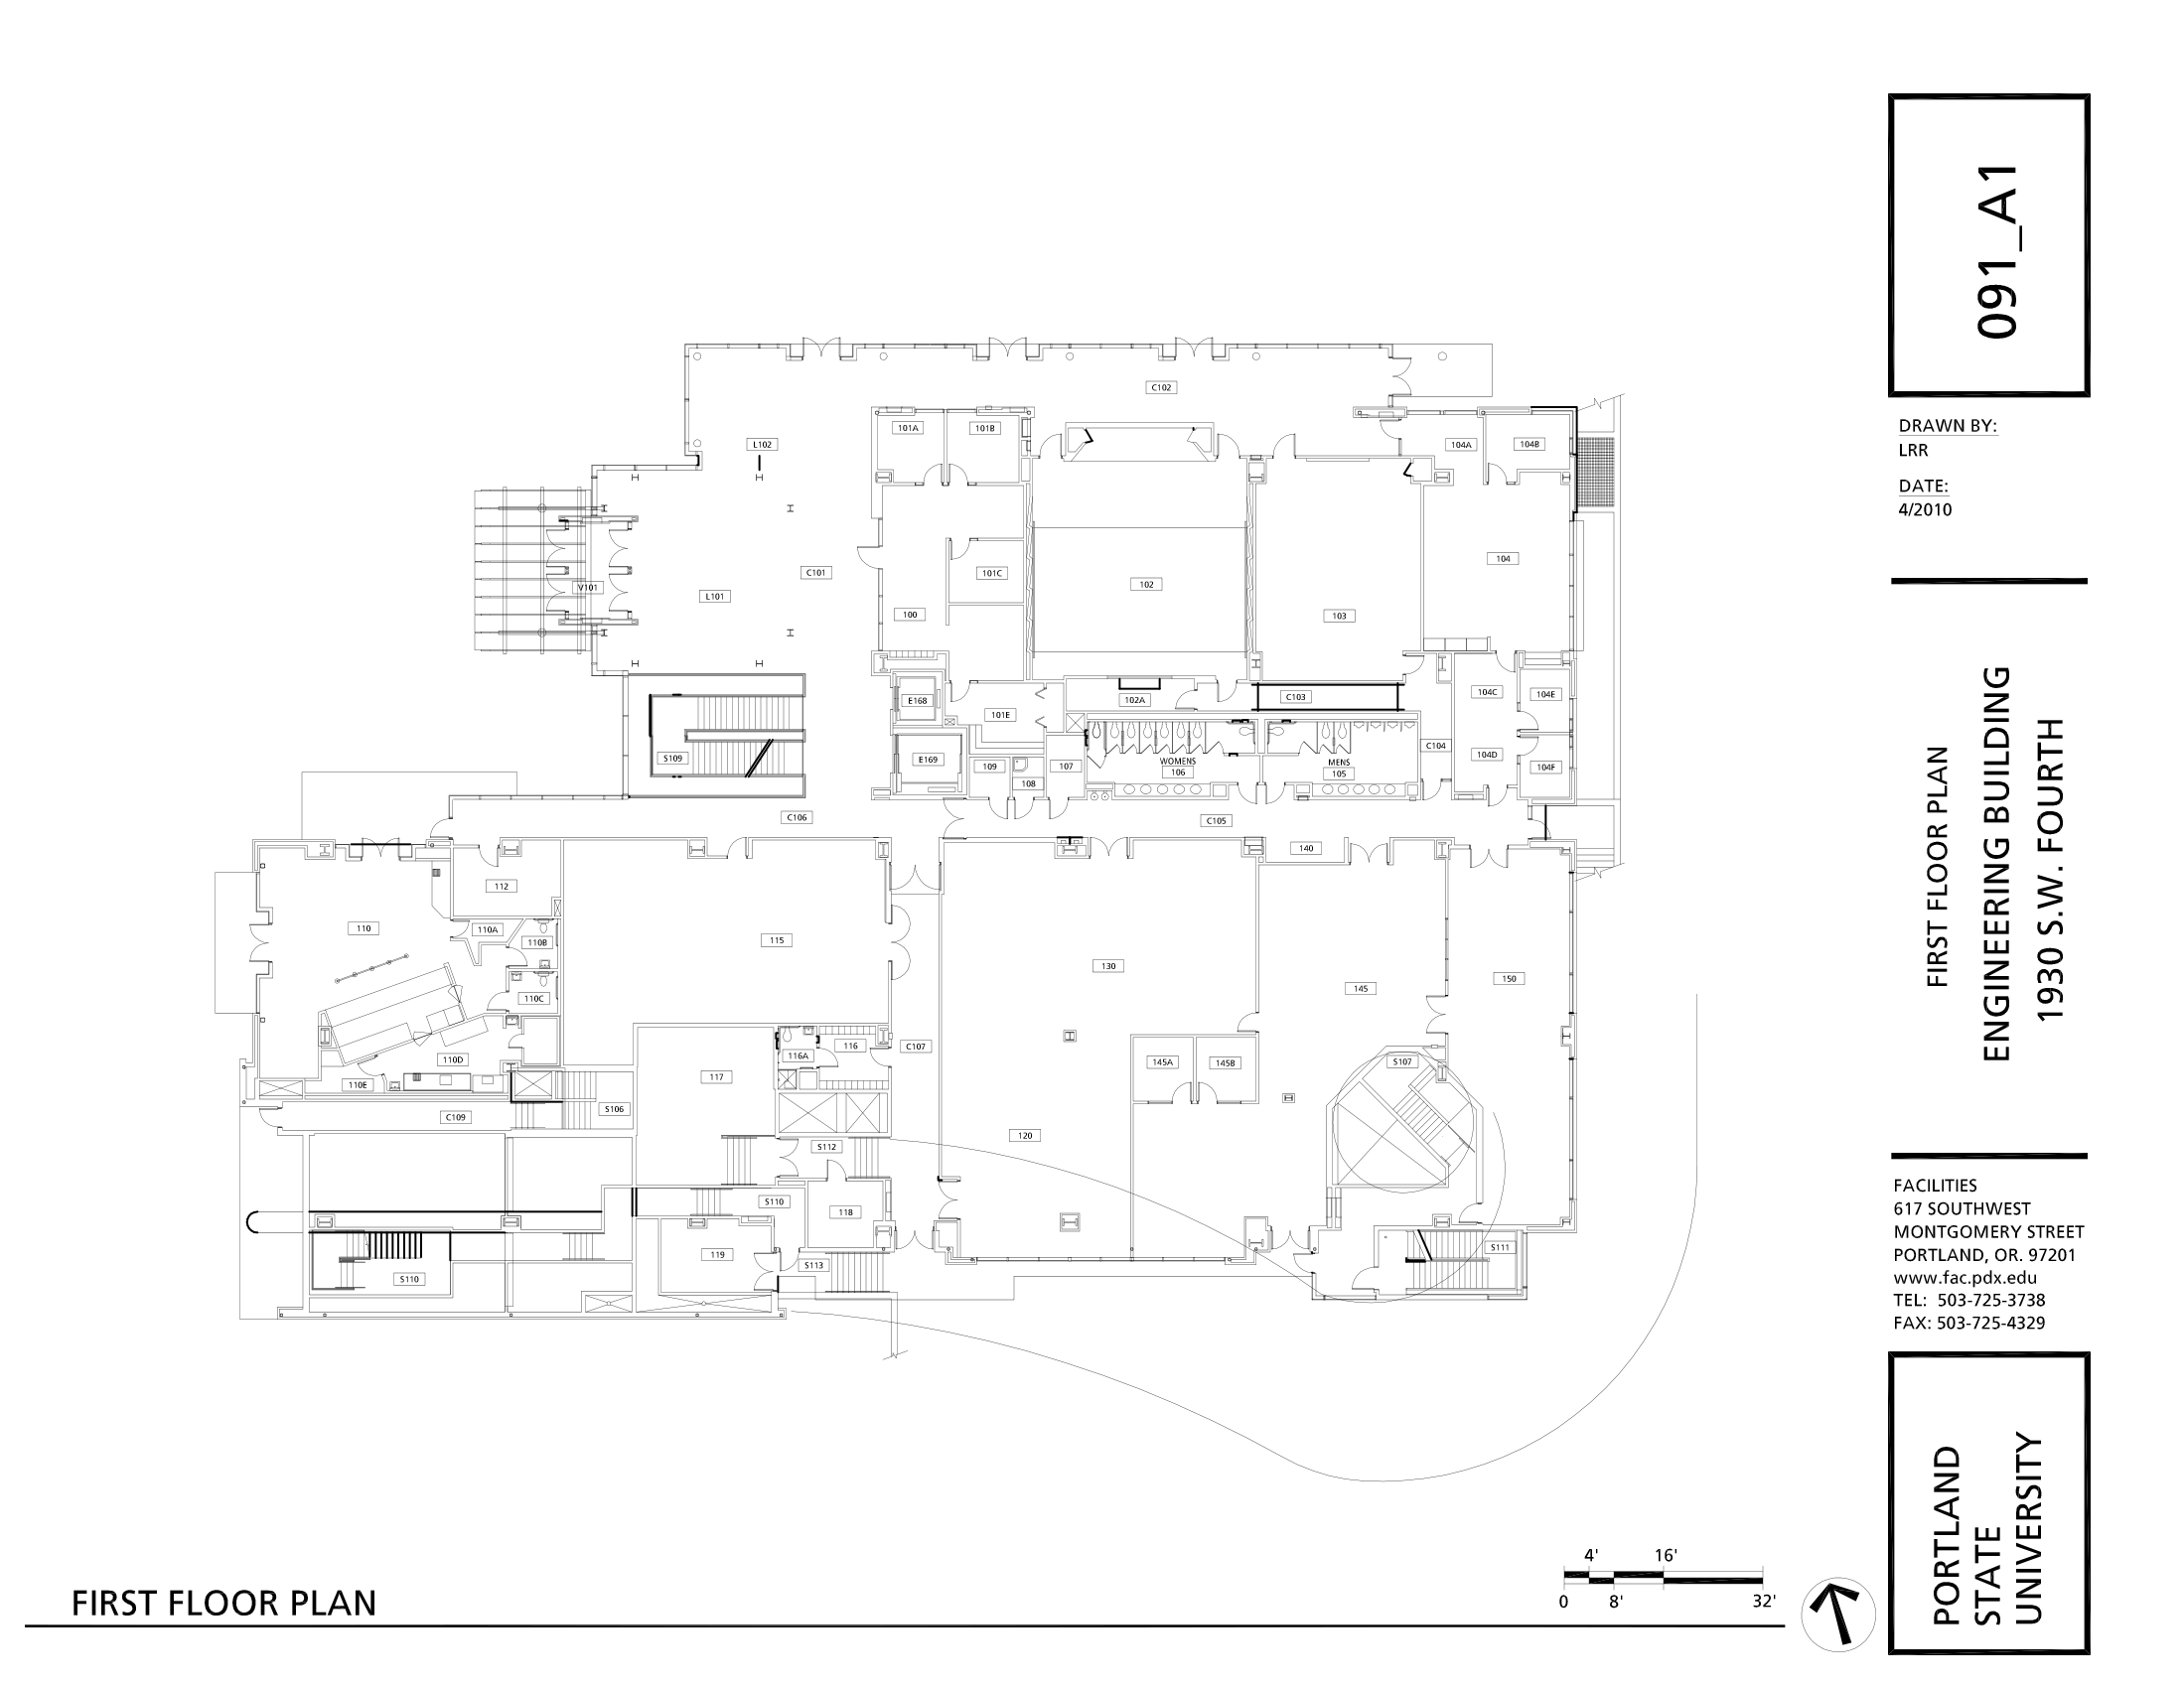 C102
101A
101B
104A
104B
L102
C101
101C
V101
L101
102
104
100
103
E168
101E
102A
C103
104C
104E
S109
E169
109
108
107
WOMENS
106
MENS
105
C104
104D
104F
C106
C105
140
112
110
110A
110B
115
130
145
150
110C
110D
110E
117
116A
116
C107
145A
145B
S107
C109
S106
S112
120
S110
118
119
S113
S110
S111
FIRST FLOOR PLAN
4' 16'
0 8' 32'
091_A1
DRAWN BY:
LRR
DATE:
4/2010
FIRST FLOOR PLAN
ENGINEERING BUILDING
1930 S.W. FOURTH
FACILITIES
617 SOUTHWEST
MONTGOMERY STREET
PORTLAND, OR. 97201
www.fac.pdx.edu
TEL: 503-725-3738
FAX: 503-725-4329
PORTLAND
STATE
UNIVERSITY